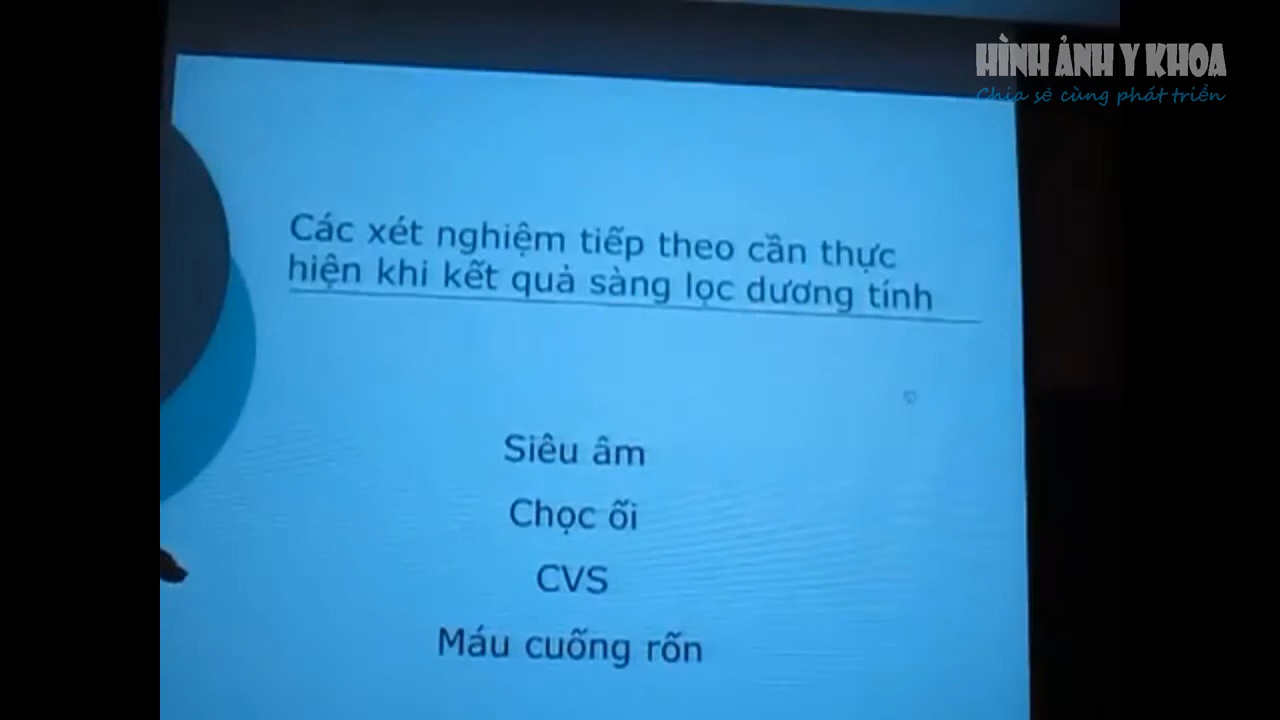 HÌNH ẢNH Y KHOA
Chia sẻ cùng phát triển
Các xét nghiệm tiếp theo cần thực
hiện khi kết quả sàng lọc dương tính
Siêu âm
Chọc ối
CVS
Máu cuống rốn